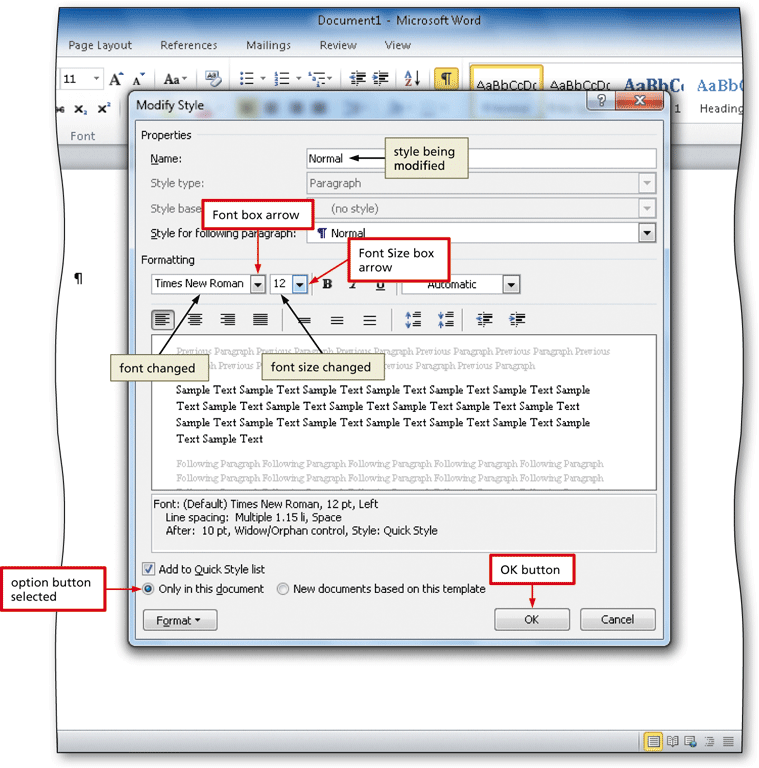 Document1 - Microsoft Word
Page Layout References Mailings Review View
11 Aa
AaBbCcDc AaBbCcDc AaBbCc AaBb
1 Heading
Font
Modify Style
Properties
Name: Normal
style being
modified
Style type: Paragraph
Style base (no style)
Font box arrow
Style for following paragraph: ¶ Normal
Font Size box
arrow
Formatting
Times New Roman 12 B I U Automatic
Previous Paragraph Previous Paragraph Previous Paragraph Previous Paragraph Previous Paragraph Previous
Paragraph Previous Paragraph Previous Paragraph
font changed
font size changed
Sample Text Sample Text Sample Text Sample Text Sample Text Sample Text Sample
Text Sample Text Sample Text Sample Text Sample Text Sample Text Sample Text
Sample Text Sample Text Sample Text Sample Text Sample Text Sample Text Sample
Text Sample Text
Following Paragraph Following Paragraph Following Paragraph Following Paragraph
Following Paragraph Following Paragraph Following Paragraph Following Paragraph
Font: (Default) Times New Roman, 12 pt, Left
Line spacing: Multiple 1.15 li, Space
After: 10 pt, Widow/Orphan control, Style: Quick Style
Add to Quick Style list
option button
selected
Only in this document New documents based on this template
OK button
Format OK Cancel